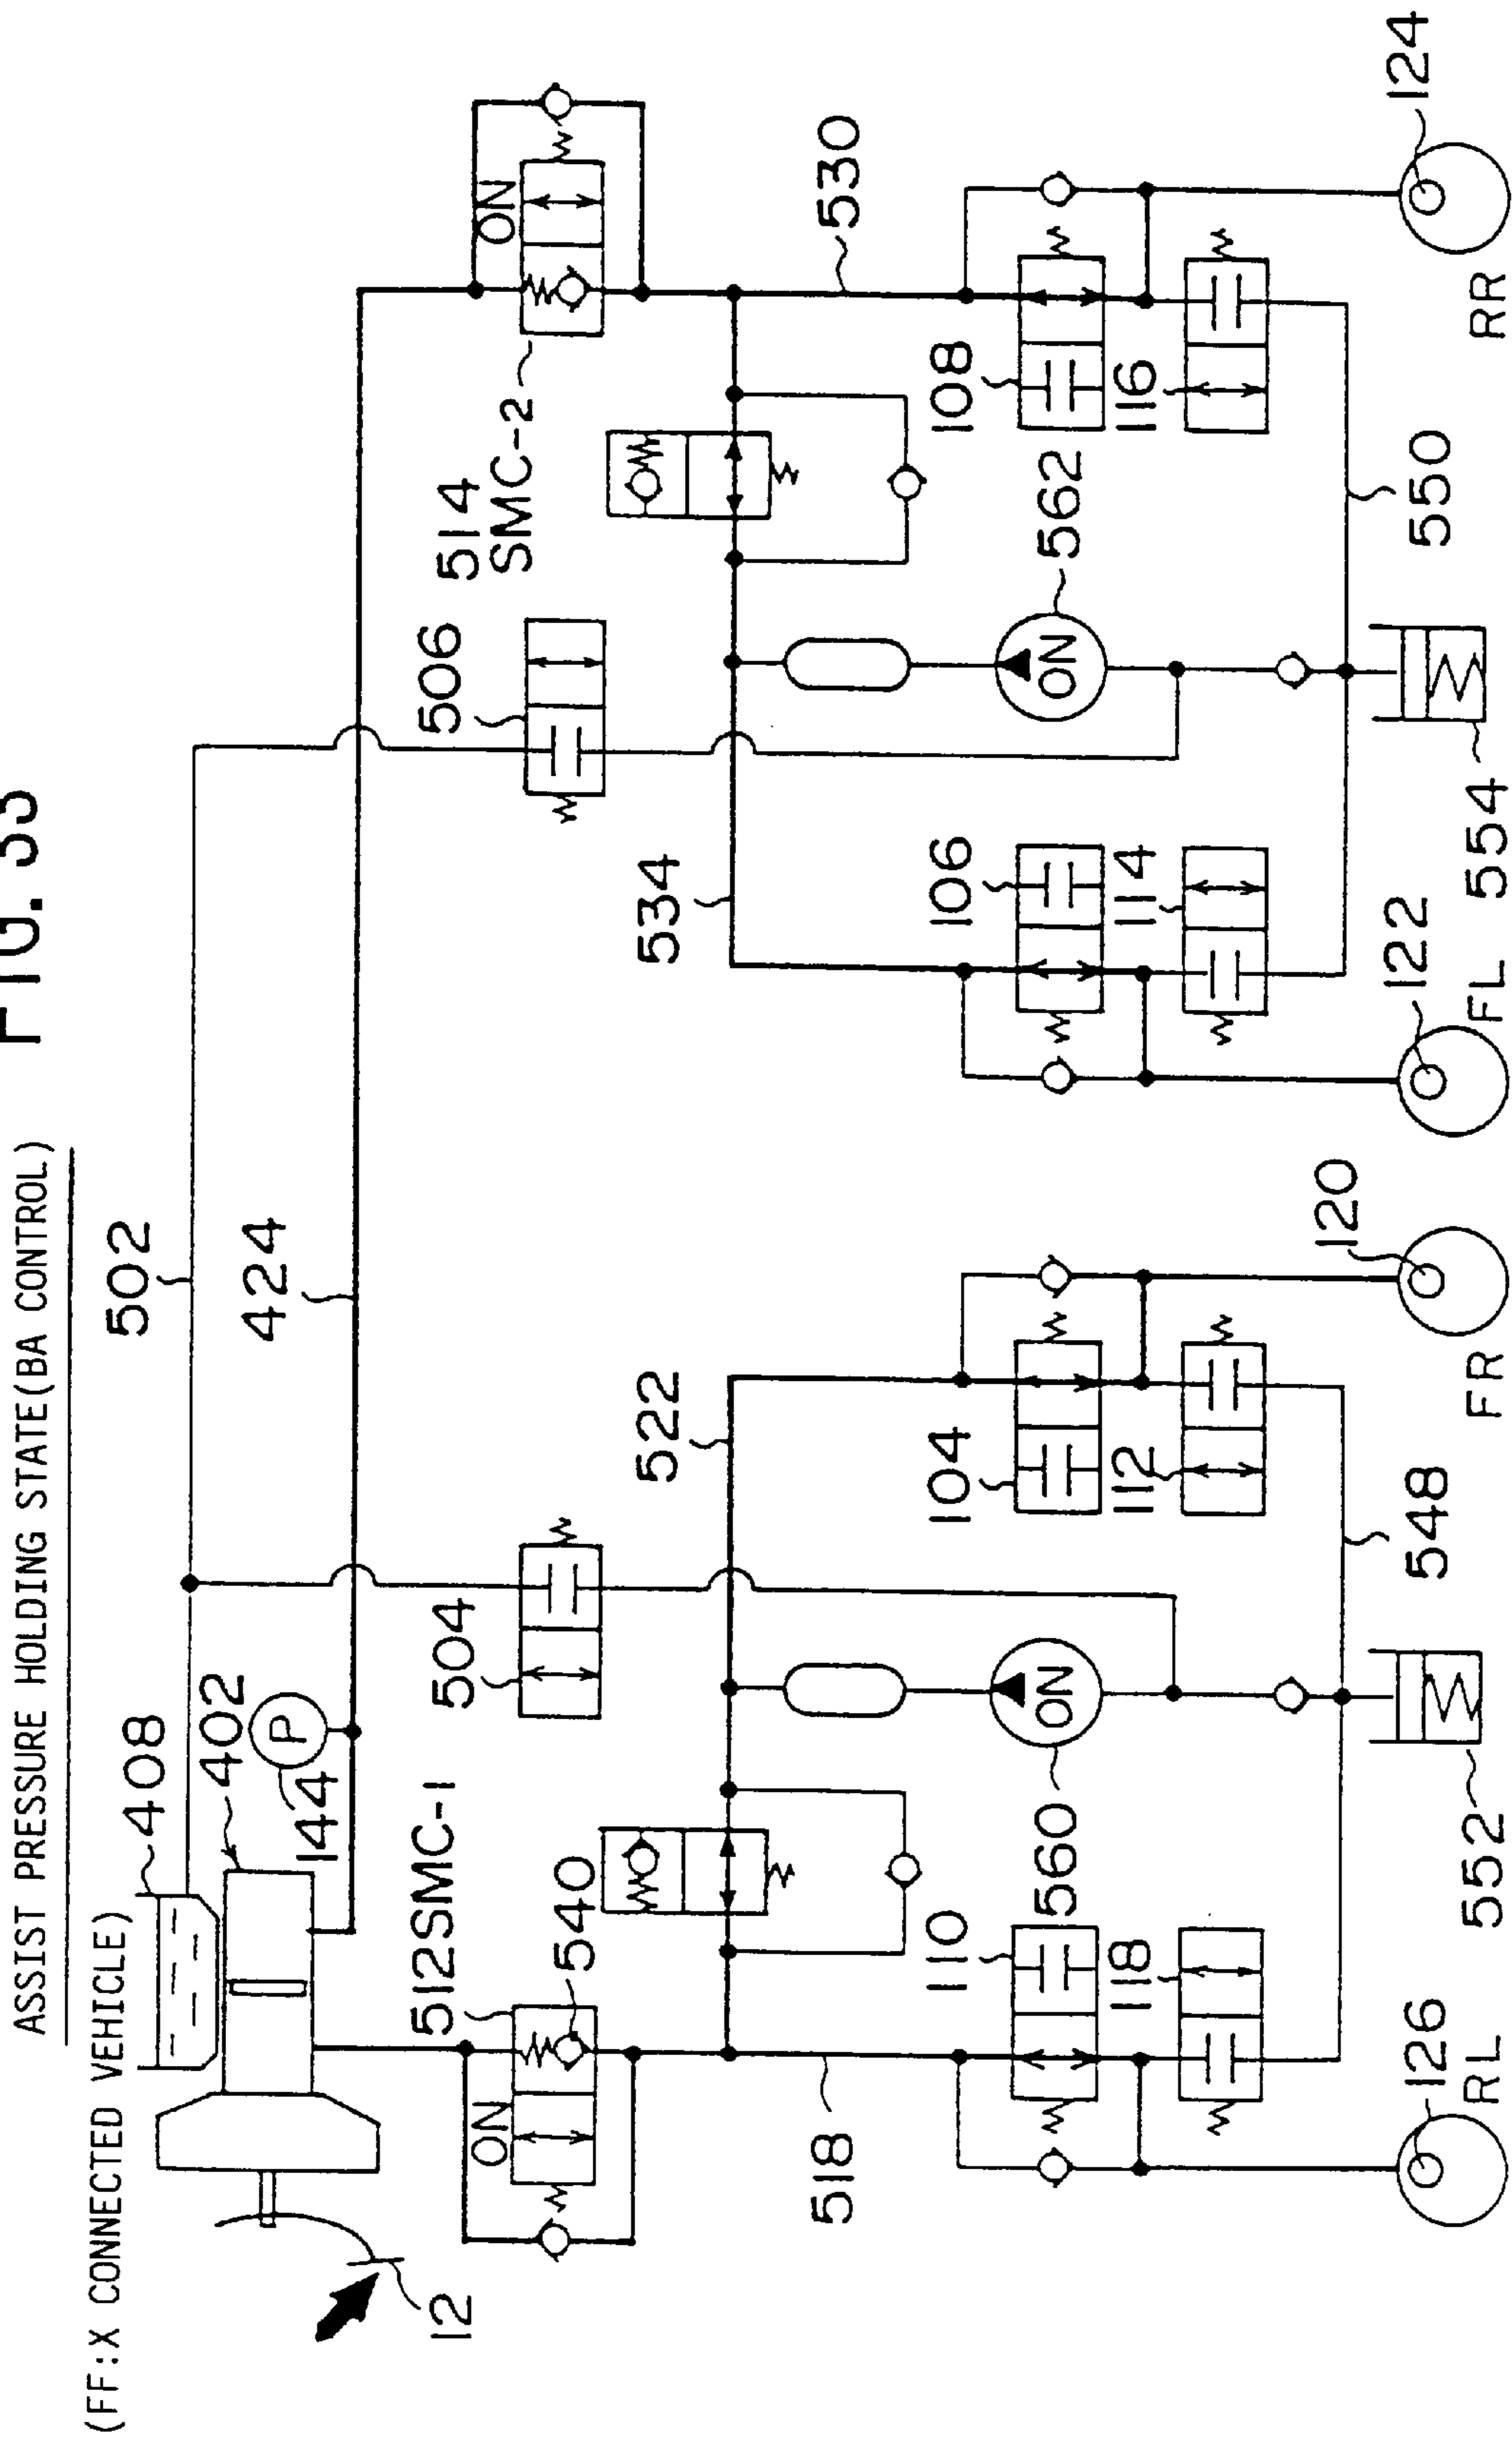 FIG. 33
ASSIST PRESSURE HOLDING STATE(BA CONTROL)
(FF:X CONNECTED VEHICLE)
408
402
502
144
P
424
12
512SMC-1
ON
540
504
506
514
SMC-2
ON
518
522
534
530
110
560
ON
104
106
562
ON
108
118
112
114
116
126
RL
552
548
FR
120
122
FL
554
550
RR
124